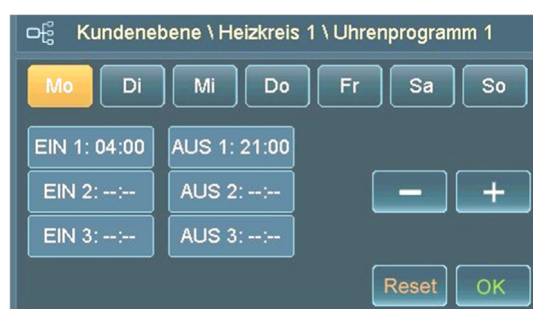 Kundenebene \ Heizkreis 1 \ Uhrenprogramm 1
Mo Di Mi Do Fr Sa So
EIN 1: 04:00 AUS 1: 21:00
EIN 2: --:-- AUS 2: --:--
− +
EIN 3: --:-- AUS 3: --:--
Reset OK